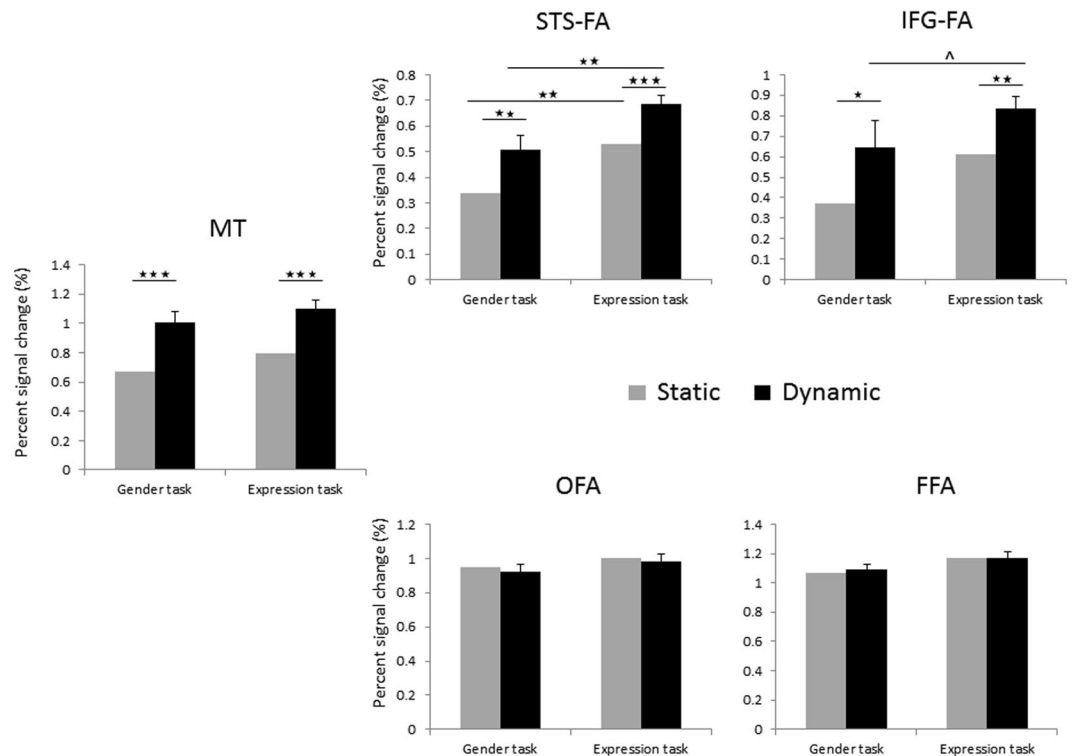 STS-FA
IFG-FA
Percent signal change (%)
0.8
0.7
0.6
0.5
0.4
0.3
0.2
0.1
0
★★
★★★
★★
★★
Gender task
Expression task
Percent signal change (%)
1
0.9
0.8
0.7
0.6
0.5
0.4
0.3
0.2
0.1
0
^
★★
★
Gender task
Expression task
MT
Percent signal change (%)
1.4
1.2
1
0.8
0.6
0.4
0.2
0
★★★
★★★
Gender task
Expression task
Static
Dynamic
OFA
FFA
Percent signal change (%)
1.2
1
0.8
0.6
0.4
0.2
0
Gender task
Expression task
Percent signal change (%)
1.4
1.2
1
0.8
0.6
0.4
0.2
0
Gender task
Expression task